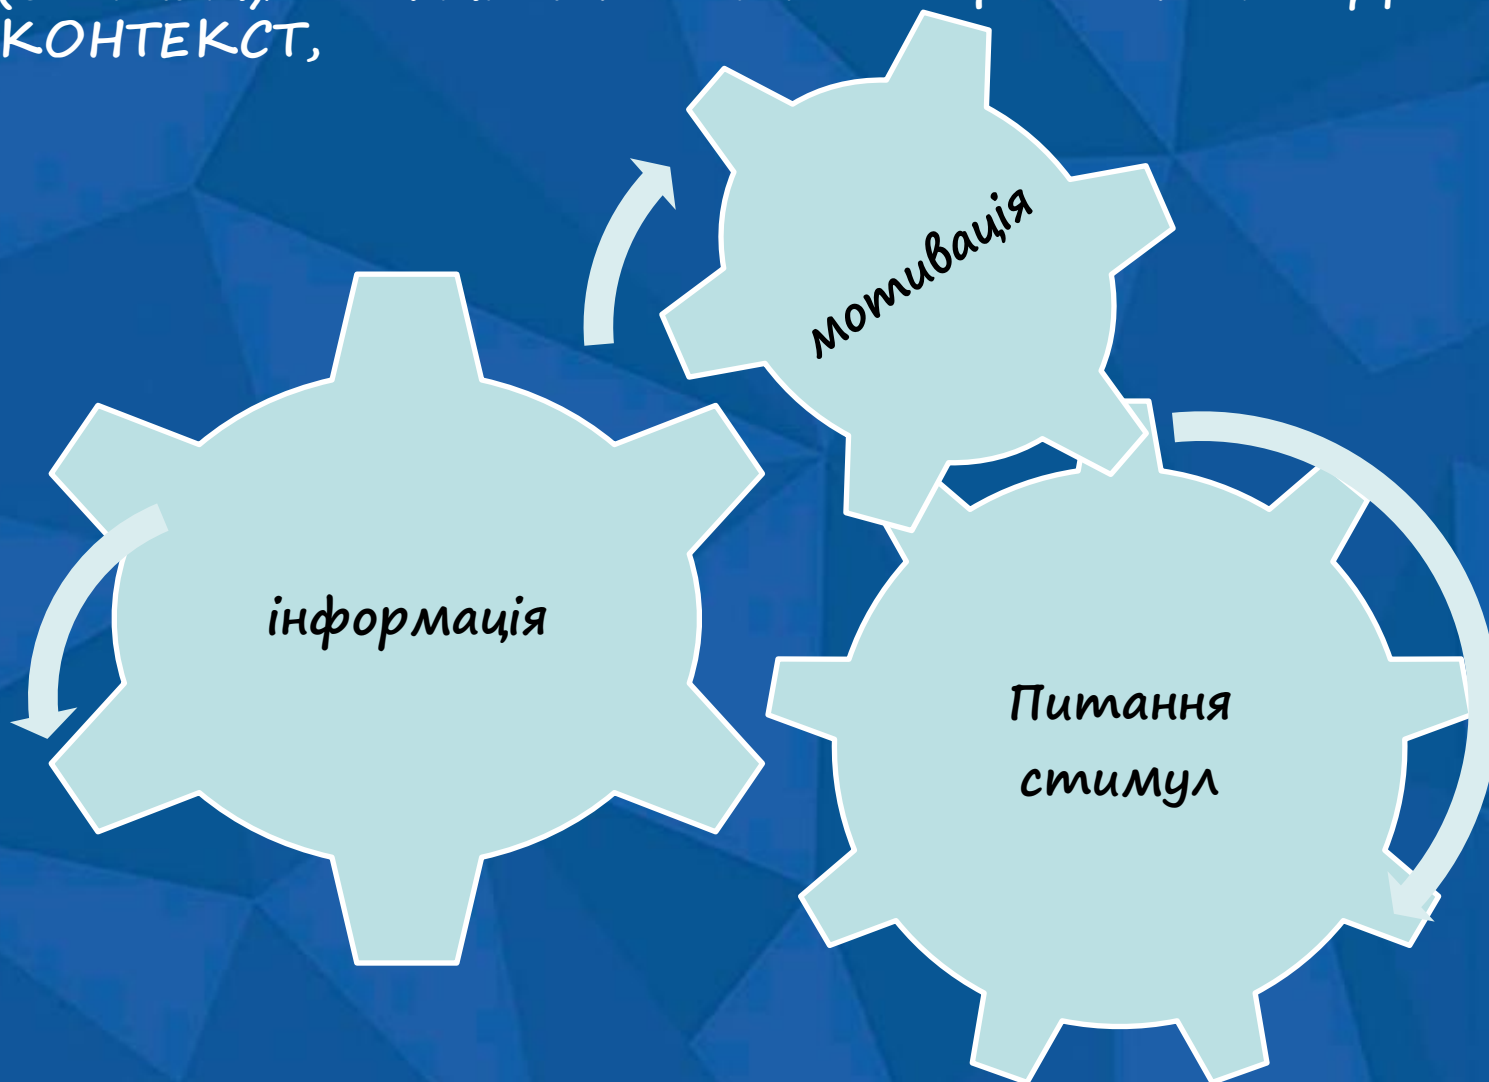 КОНТЕКСТ,
мотивація
інформація
Питання
стимул